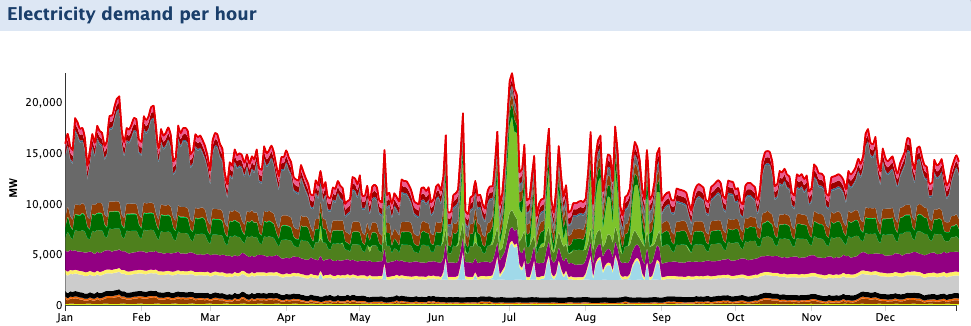 Electricity demand per hour
20,000
15,000
MW
10,000
5,000
0
Jan Feb Mar Apr May Jun Jul Aug Sep Oct Nov Dec